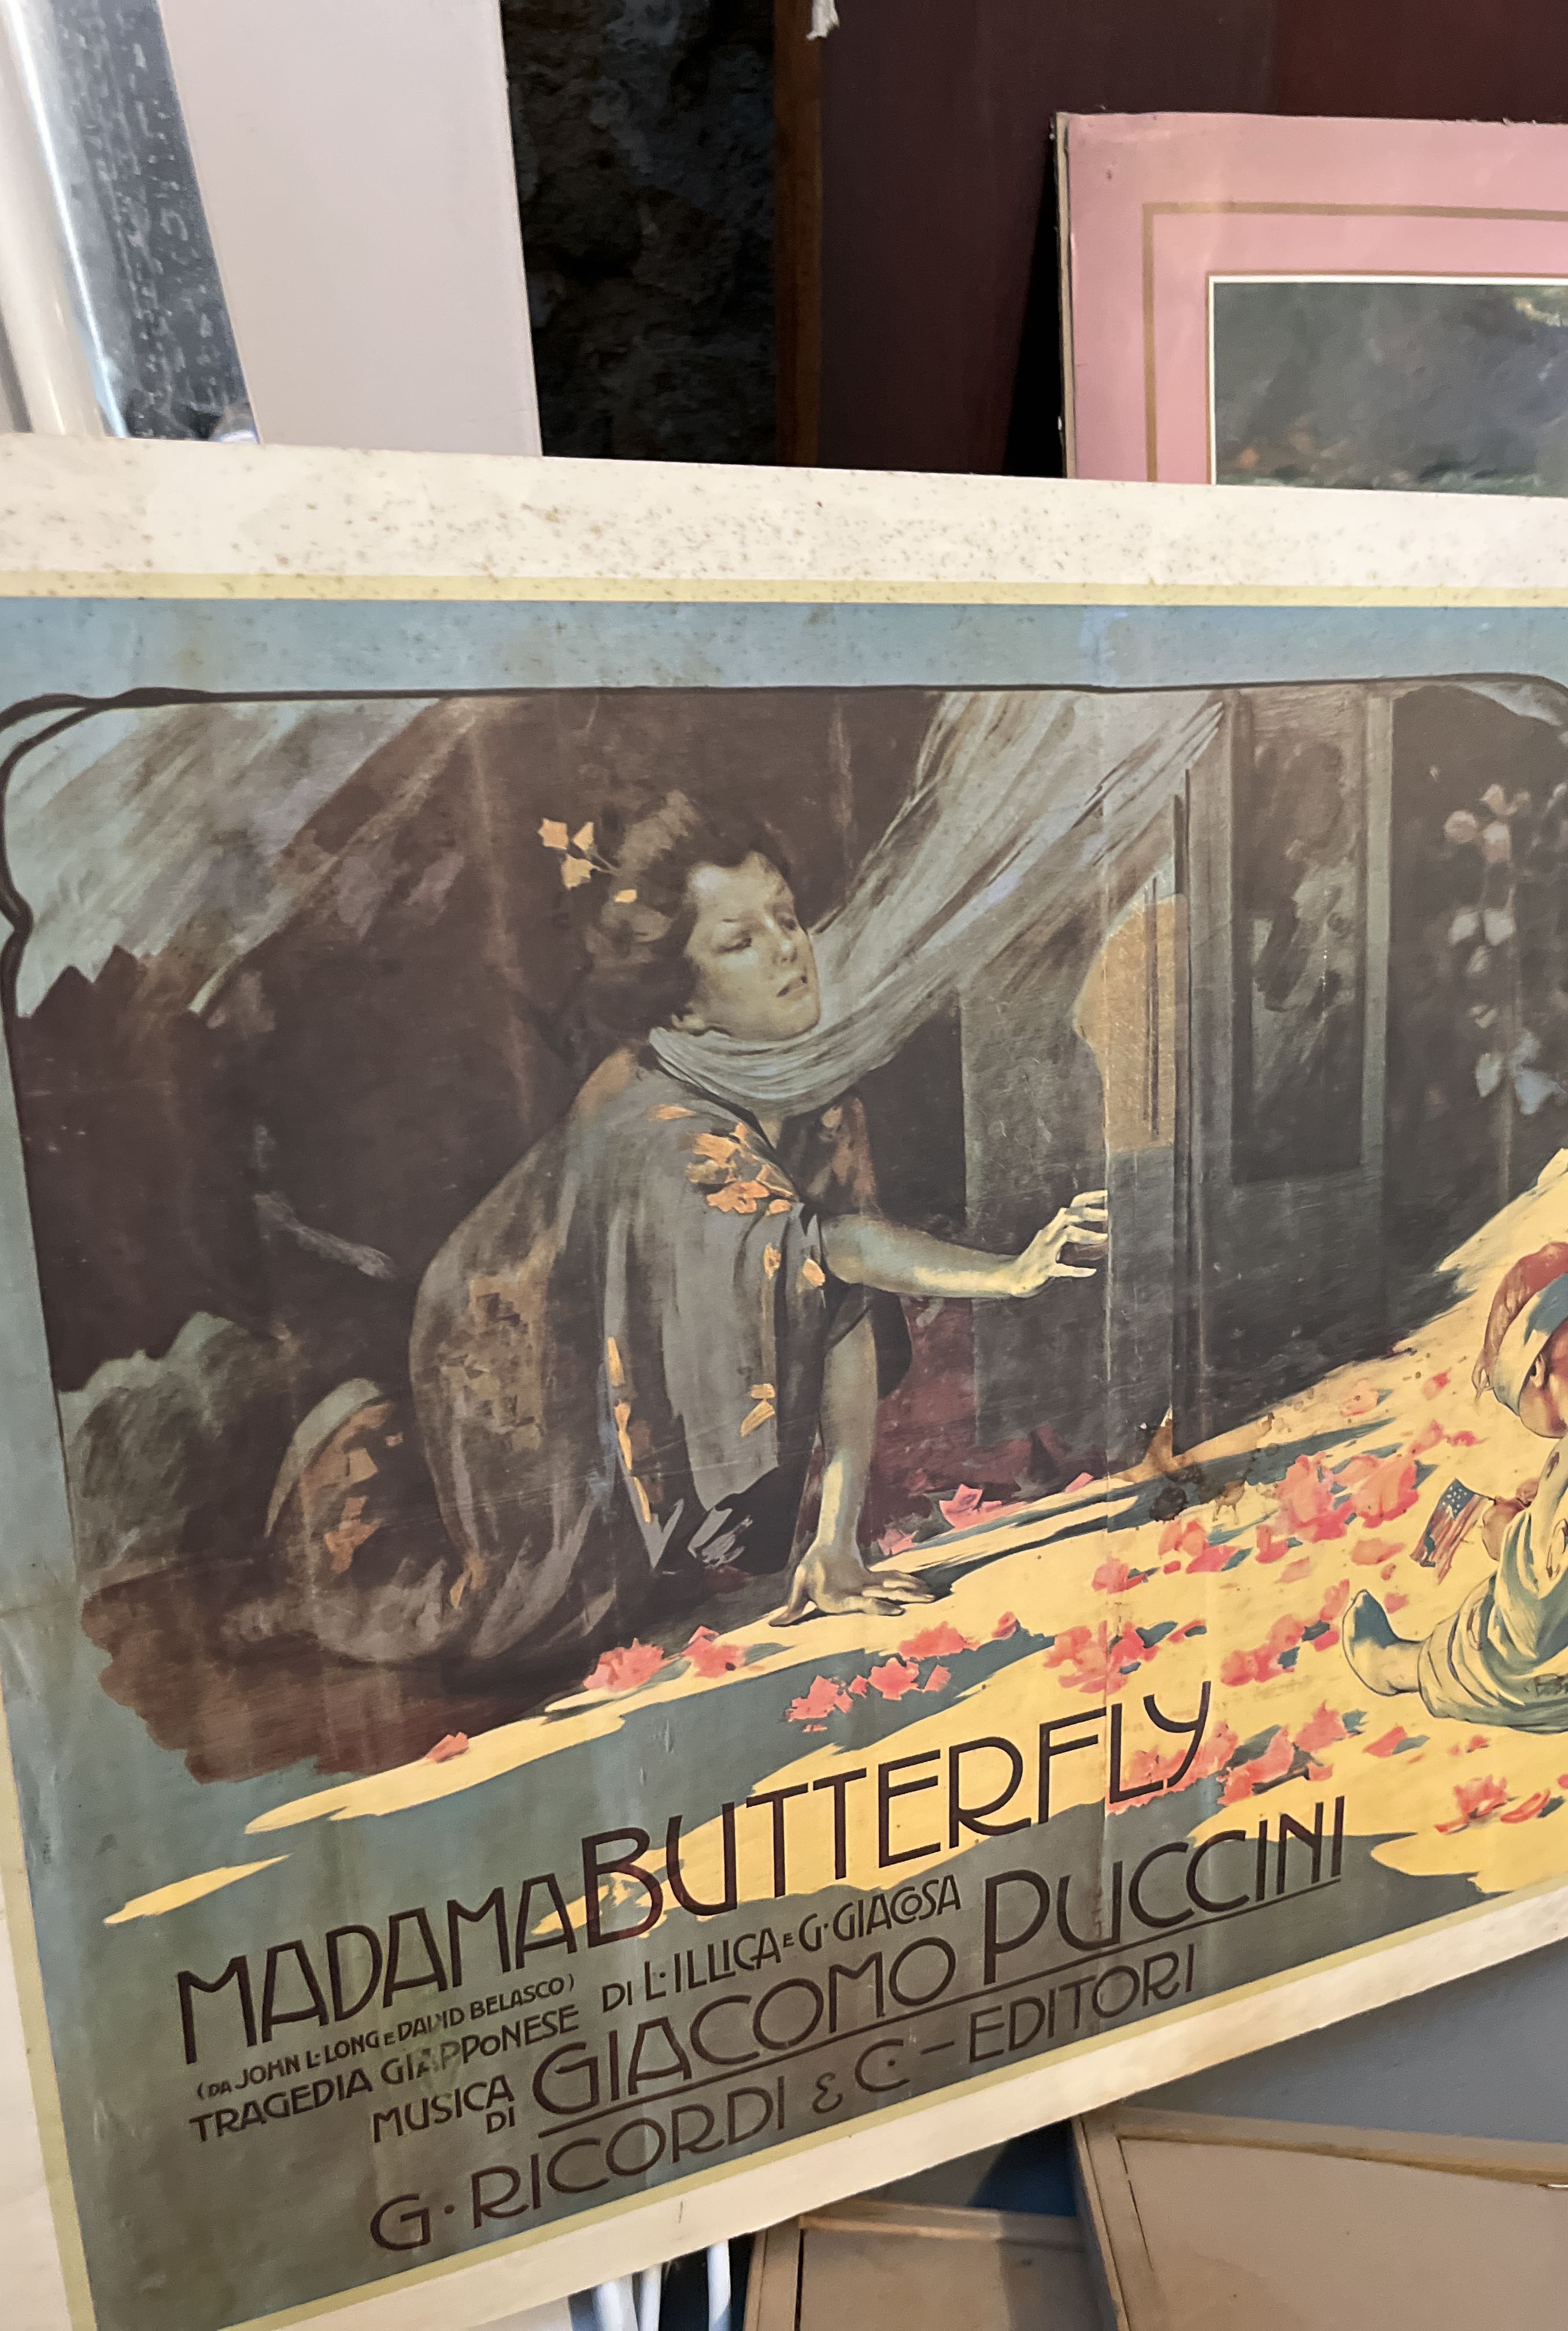 MADAMA BUTTERFLY
(DA JOHN L. LONG E DAVID BELASCO)
TRAGEDIA GIAPPONESE DI L. ILLICA E G. GIACOSA
MUSICA DI GIACOMO PUCCINI
G. RICORDI & C. - EDITORI